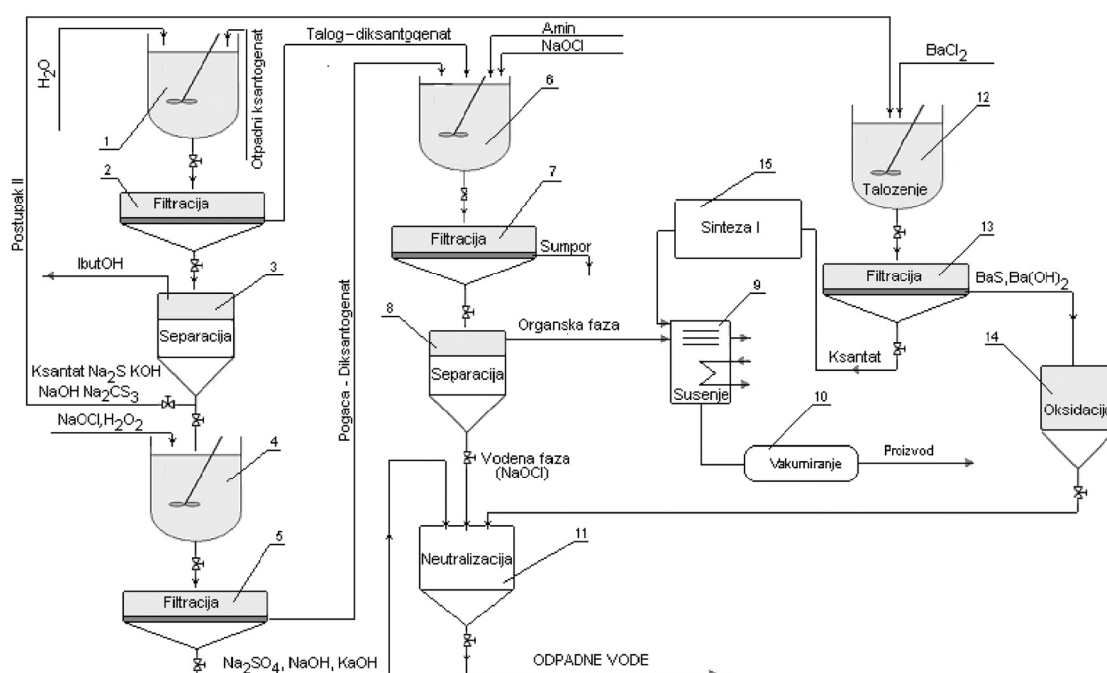 Amin
NaOCl
Talog-diksantogenat
BaCl2
H2O
Otpadni ksantogenat
1
6
12
Talozenje
2
Filtracija
7
Filtracija
Sumpor
15
Sinteza I
13
Filtracija
BaS,Ba(OH)2
Postupak II
IbutOH
3
Separacija
8
Separacija
Organska faza
9
Susenje
Ksantat
14
Oksidacija
Ksantat Na2S KOH
NaOH Na2CS3
NaOCl,H2O2
4
Pogaca - Diksantogenat
10
Vakumiranje
Proizvod
Vodena faza
(NaOCl)
5
Filtracija
11
Neutralizacija
Na2SO4, NaOH, KaOH
ODPADNE VODE